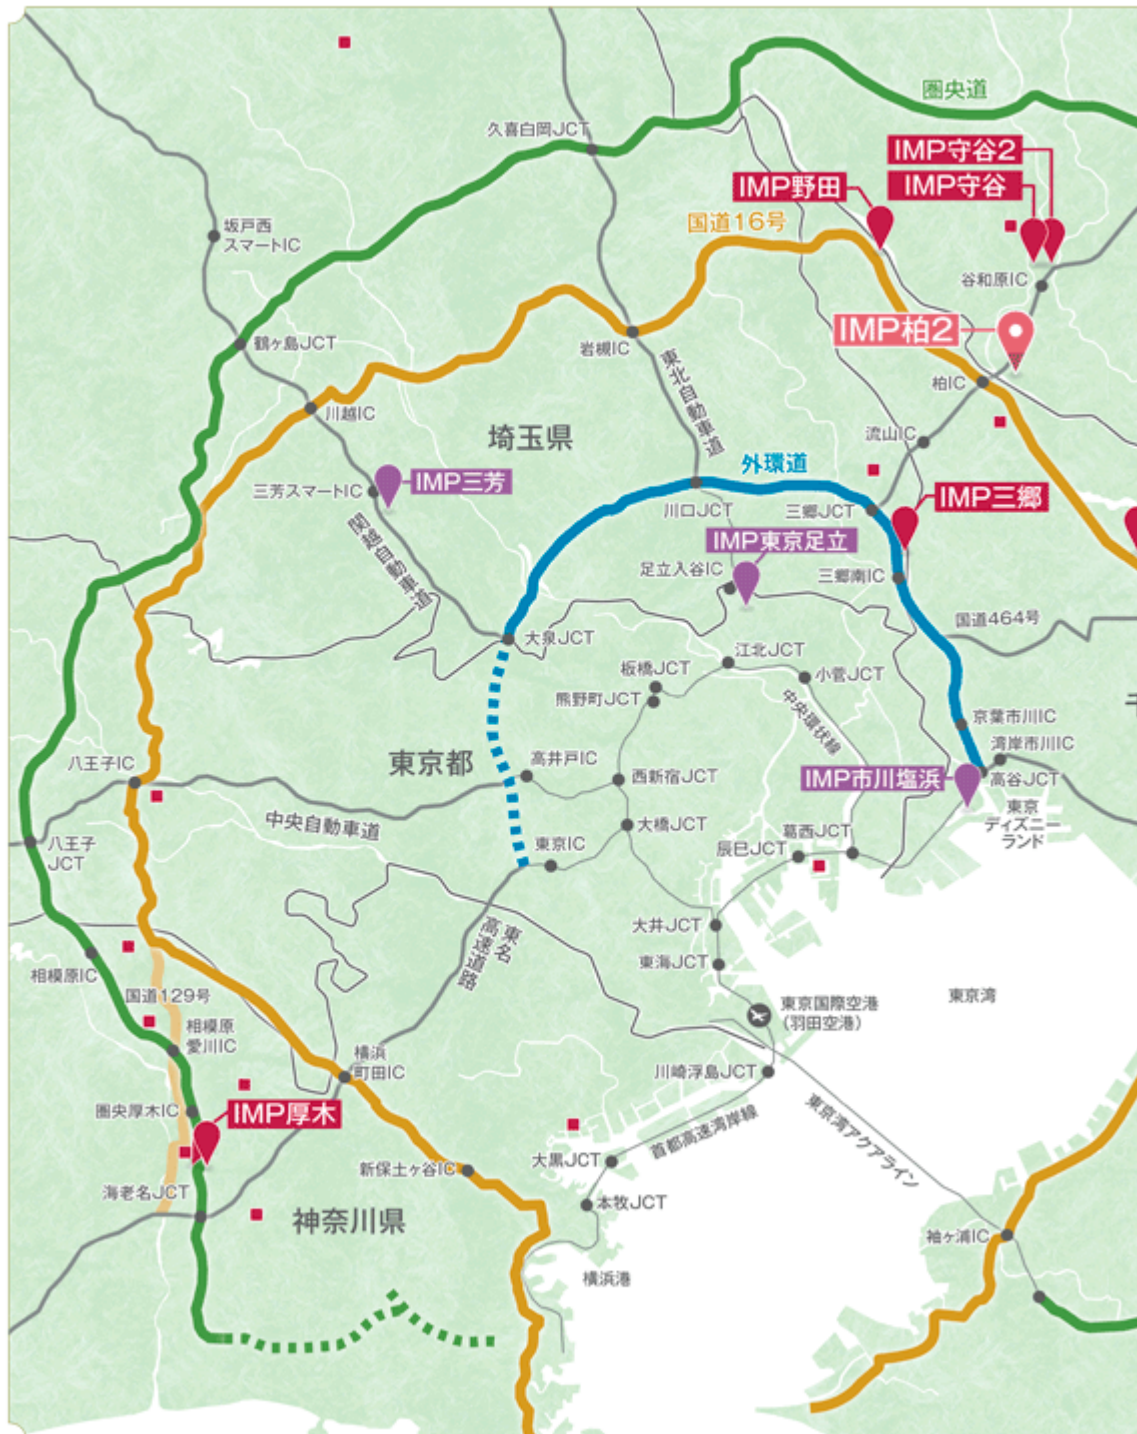 圏央道
久喜白岡JCT
IMP守谷2
IMP守谷
IMP野田
国道16号
坂戸西
スマートIC
谷和原IC
IMP柏2
鶴ヶ島JCT
岩槻IC
東北自動車道
柏IC
川越IC
埼玉県
流山IC
外環道
三芳スマートIC
IMP三芳
川口JCT
三郷JCT
IMP三郷
関越自動車道
IMP東京足立
足立入谷IC
三郷南IC
国道464号
大泉JCT
江北JCT
板橋JCT
小菅JCT
熊野町JCT
中央環状線
京葉市川IC
湾岸市川IC
八王子IC
東京都
高井戸IC
西新宿JCT
IMP市川塩浜
高谷JCT
東京
ディズニー
ランド
中央自動車道
大橋JCT
八王子
JCT
東京IC
辰巳JCT
葛西JCT
東名
高速道路
大井JCT
東海JCT
相模原IC
国道129号
東京国際空港
(羽田空港)
東京湾
相模原
愛川IC
横浜
町田IC
川崎浮島JCT
圏央厚木IC
IMP厚木
首都高速湾岸線
東京湾アクアライン
新保土ヶ谷IC
大黒JCT
海老名JCT
本牧JCT
神奈川県
袖ヶ浦IC
横浜港